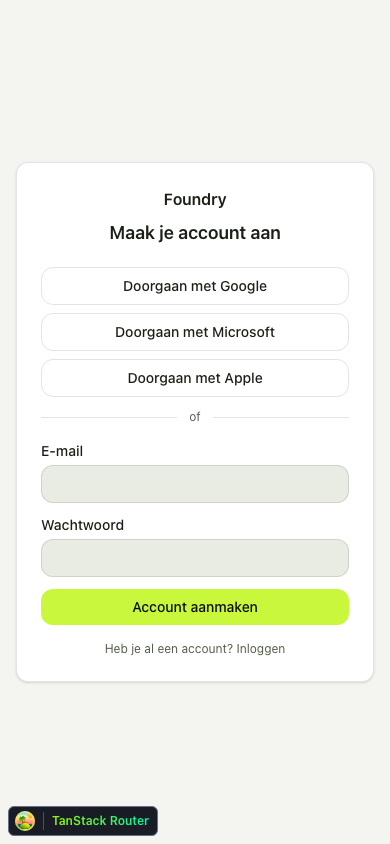 Foundry
Maak je account aan
Doorgaan met Google
Doorgaan met Microsoft
Doorgaan met Apple
of
E-mail
Wachtwoord
Account aanmaken
Heb je al een account? Inloggen
TanStack Router